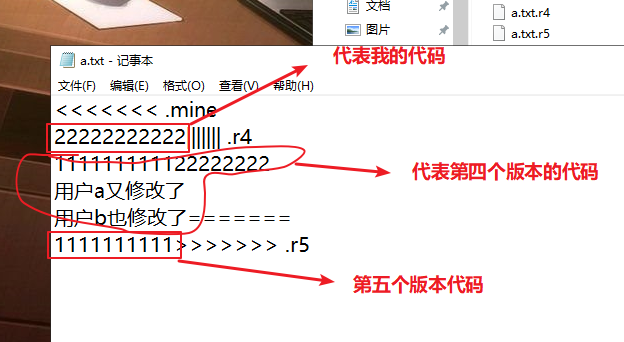 文档
图片
a.txt.r4
a.txt.r5
a.txt - 记事本
文件(F) 编辑(E) 格式(O) 查看(V) 帮助(H)
代表我的代码
<<<<<<< .mine
22222222222||||||| .r4
111111111122222222
代表第四个版本的代码
用户a又修改了
用户b也修改了=======
1111111111>>>>>>> .r5
第五个版本代码